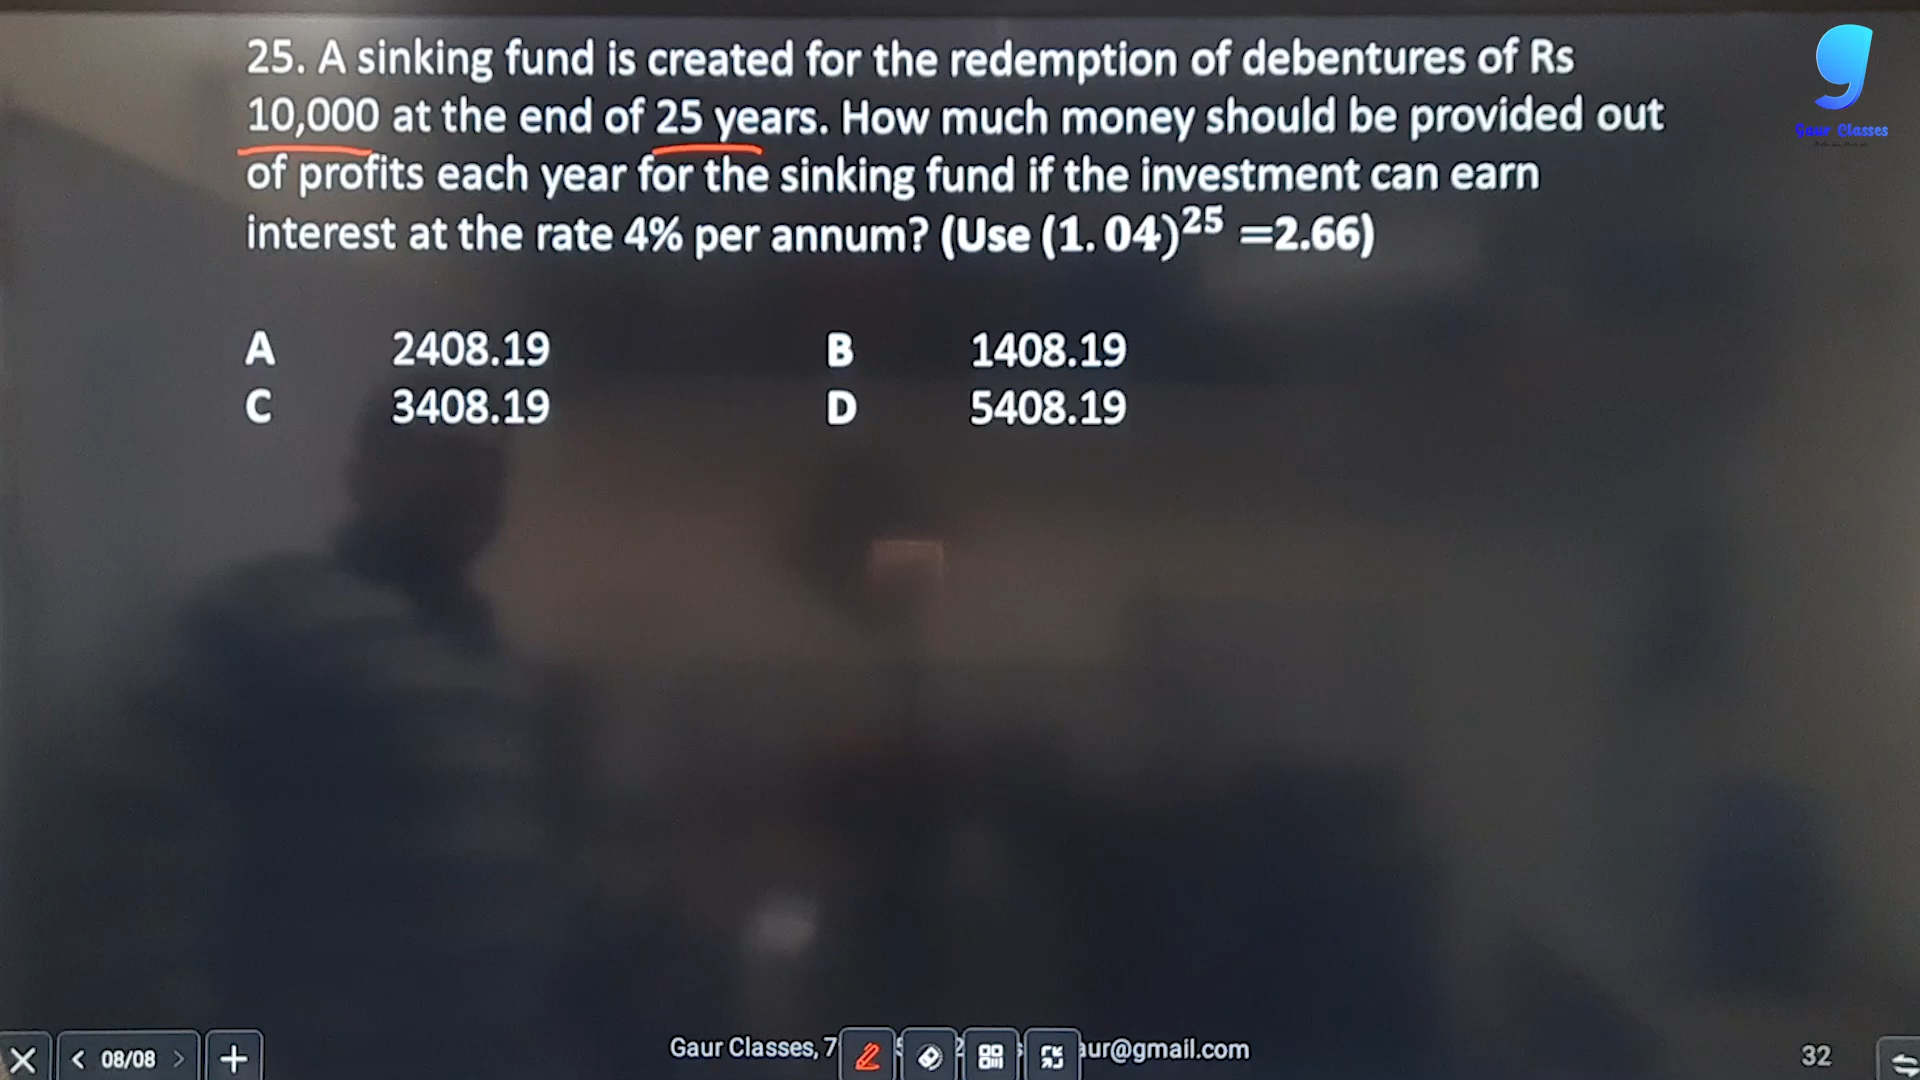 25. A sinking fund is created for the redemption of debentures of Rs
10,000 at the end of 25 years. How much money should be provided out
of profits each year for the sinking fund if the investment can earn
interest at the rate 4% per annum? (Use (1.04)²⁵ =2.66)
A 2408.19 B 1408.19
C 3408.19 D 5408.19
g
Gaur Classes
08/08
Gaur Classes, 7
aur@gmail.com
32